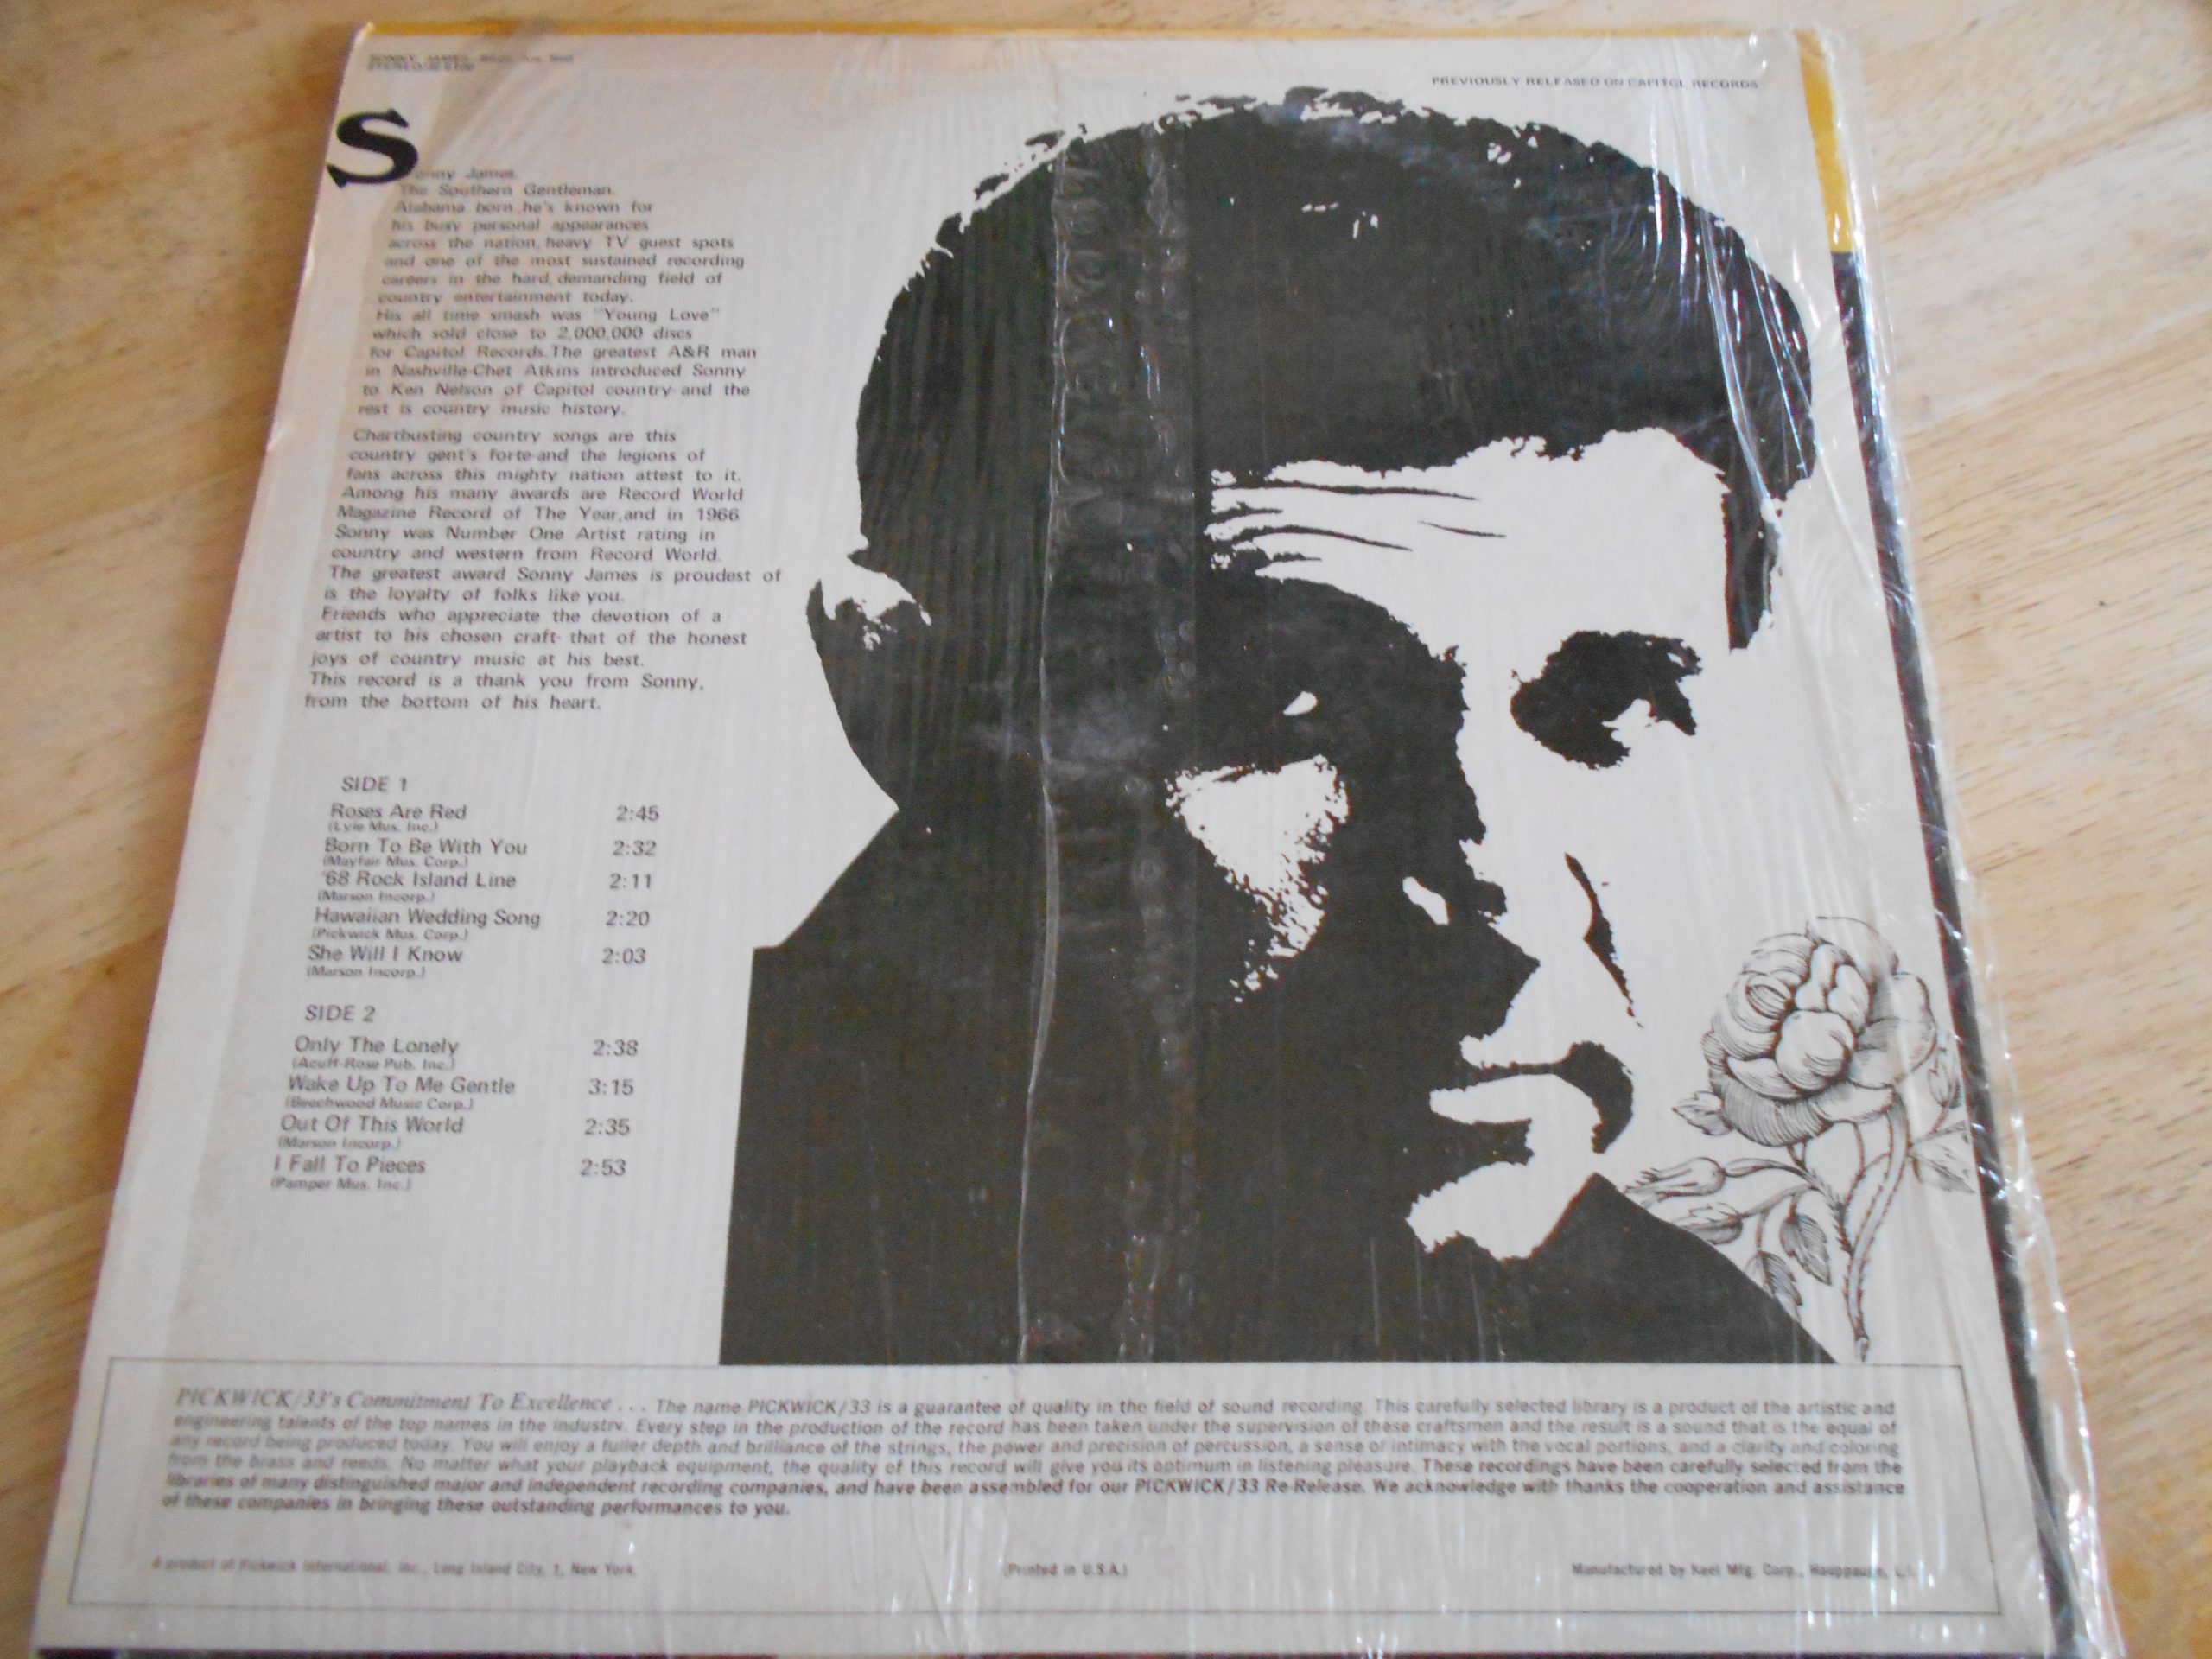 SONNY JAMES Roses Are Red
STEREO
PREVIOUSLY RELEASED ON CAPITOL RECORDS
Sonny James.
The Southern Gentleman.
Alabama born, he's known for
his busy personal appearances
across the nation, heavy TV guest spots
and one of the most sustained recording
careers in the hard, demanding field of
country entertainment today.
His all time smash was "Young Love"
which sold close to 2,000,000 discs
for Capitol Records. The greatest A&R man
in Nashville-Chet Atkins introduced Sonny
to Ken Nelson of Capitol country-and the
rest is country music history.
Chartbusting country songs are this
country gent's forte-and the legions of
fans across this mighty nation attest to it.
Among his many awards are Record World
Magazine Record of The Year, and in 1966
Sonny was Number One Artist rating in
country and western from Record World.
The greatest award Sonny James is proudest of
is the loyalty of folks like you.
Friends who appreciate the devotion of a
artist to his chosen craft- that of the honest
joys of country music at his best.
This record is a thank you from Sonny,
from the bottom of his heart.
SIDE 1
Roses Are Red 2:45
(Lyle Mus. Inc.)
Born To Be With You 2:32
(Mayfair Mus. Corp.)
'68 Rock Island Line 2:11
(Marson Incorp.)
Hawaiian Wedding Song 2:20
(Pickwick Mus. Corp.)
She Will I Know 2:03
(Marson Incorp.)
SIDE 2
Only The Lonely 2:38
(Acuff-Rose Pub. Inc.)
Wake Up To Me Gentle 3:15
(Beechwood Music Corp.)
Out Of This World 2:35
(Marson Incorp.)
I Fall To Pieces 2:53
(Pamper Mus. Inc.)
PICKWICK/33's Commitment To Excellence . . . The name PICKWICK/33 is a guarantee of quality in the field of sound recording. This carefully selected library is a product of the artistic and
engineering talents of the top names in the industry. Every step in the production of the record has been taken under the supervision of these craftsmen and the result is a sound that is the equal of
any record being produced today. You will enjoy a fuller depth and brilliance of the strings, the power and precision of percussion, a sense of intimacy with the vocal portions, and a clarity and coloring
from the brass and reeds. No matter what your playback equipment, the quality of this record will give you its optimum in listening pleasure. These recordings have been carefully selected from the
libraries of many distinguished major and independent recording companies, and have been assembled for our PICKWICK/33 Re-Release. We acknowledge with thanks the cooperation and assistance
of these companies in bringing these outstanding performances to you.
A product of Pickwick International, Inc., Long Island City, 1, New York. (Printed in U.S.A.) Manufactured by Keel Mfg. Corp., Hauppauge, L.I.